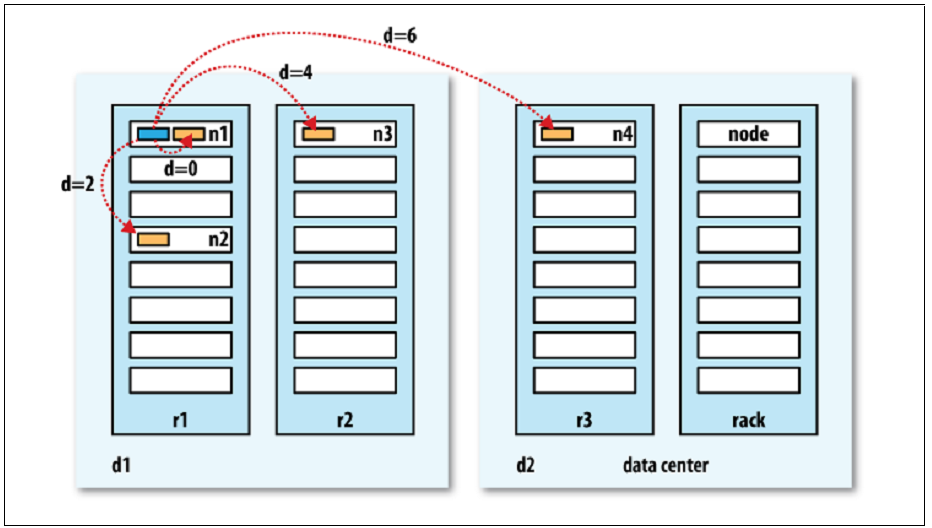 d=6
d=4
n1
n3
n4
node
d=0
d=2
n2
r1
r2
r3
rack
d1
d2
data center